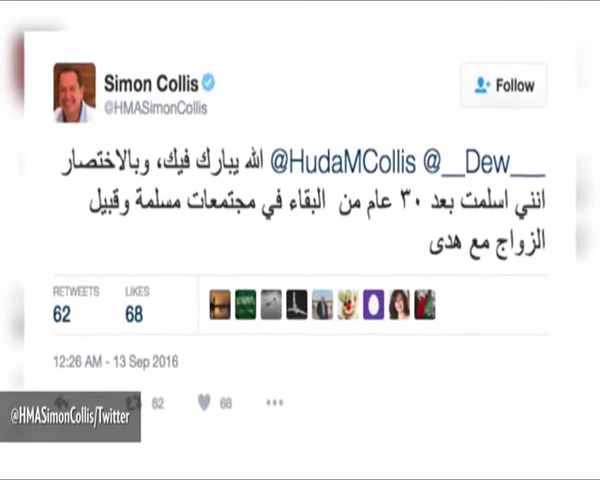 Simon Collis
@HMASimonCollis
Follow
@HudaMCollis @__Dew___ الله يبارك فيك، وبالاختصار
انني اسلمت بعد ٣٠ عام من البقاء في مجتمعات مسلمة وقبيل
الزواج مع هدى
RETWEETS LIKES
62 68
12:26 AM - 13 Sep 2016
62 68
@HMASimonCollis/Twitter